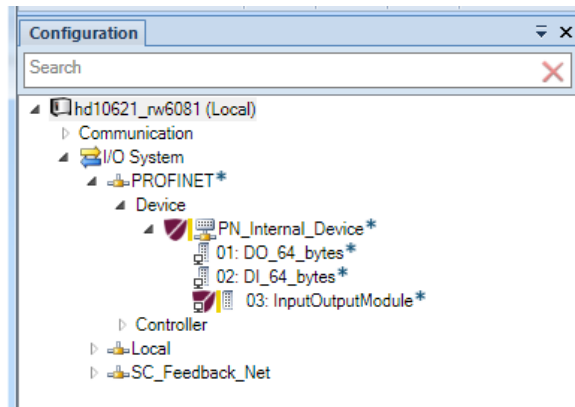 Configuration
Search
hd10621_rw6081 (Local)
Communication
I/O System
PROFINET*
Device
PN_Internal_Device*
01: DO_64_bytes*
02: DI_64_bytes*
03: InputOutputModule*
Controller
Local
SC_Feedback_Net